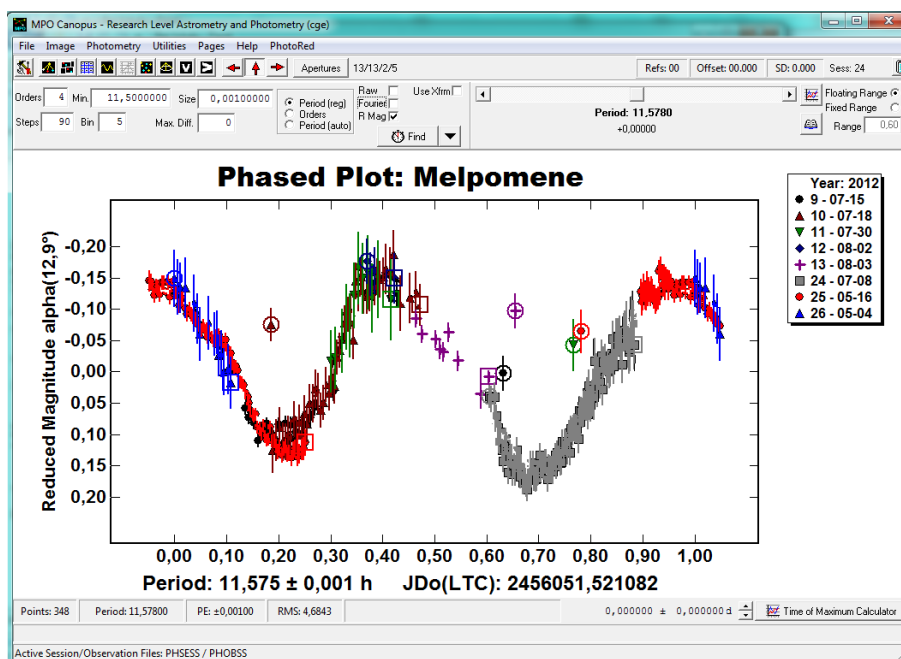 MPO Canopus - Research Level Astrometry and Photometry (cge)
File Image Photometry Utilities Pages Help PhotoRed
Apertures 13/13/2/5 Refs: 00 Offset: 00.000 SD: 0.000 Sess: 24
Orders 4 Min. 11,5000000 Size 0,00100000
Steps 90 Bin 5 Max. Diff. 0
Period (reg)
Orders
Period (auto)
Raw Use Xfrm
Fourier
R Mag
Find
Period: 11,5780
+0,00000
Floating Range
Fixed Range
Range 0,60
Phased Plot: Melpomene
Reduced Magnitude alpha(12,9°)
-0,20
-0,15
-0,10
-0,05
0,00
0,05
0,10
0,15
0,20
0,00 0,10 0,20 0,30 0,40 0,50 0,60 0,70 0,80 0,90 1,00
Year: 2012
9 - 07-15
10 - 07-18
11 - 07-30
12 - 08-02
13 - 08-03
24 - 07-08
25 - 05-16
26 - 05-04
Period: 11,575 ± 0,001 h JDo(LTC): 2456051,521082
Points: 348 Period: 11,57800 PE: ±0,00100 RMS: 4,6843 0,000000 ± 0,000000 d Time of Maximum Calculator
Active Session/Observation Files: PHSESS / PHOBSS